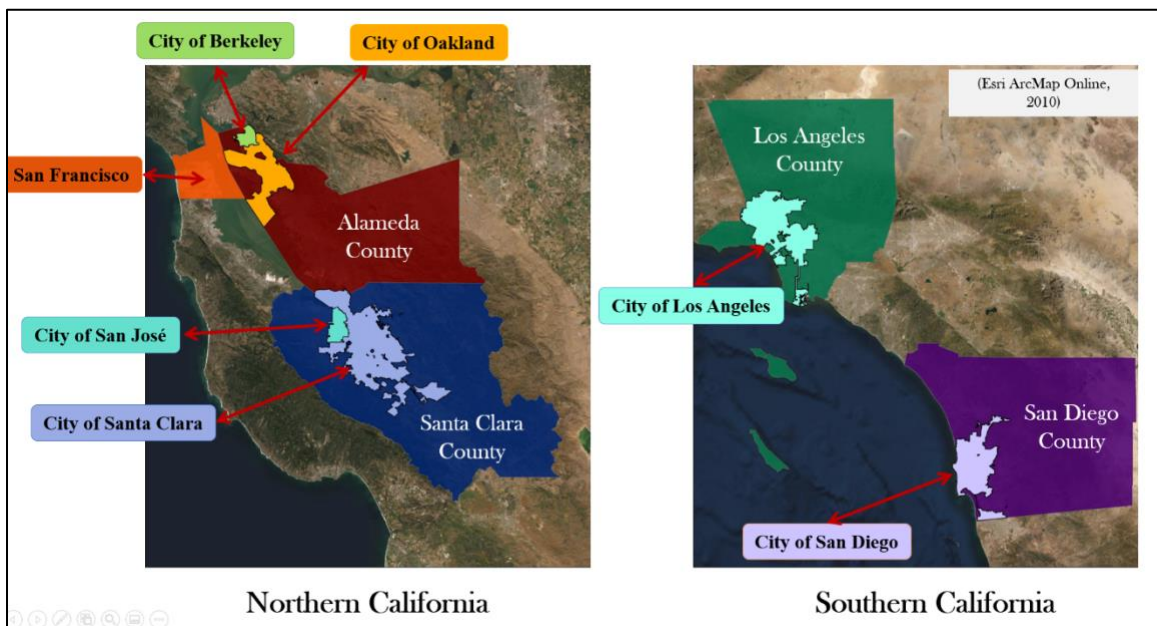 City of Berkeley
City of Oakland
San Francisco
Alameda
County
City of San José
City of Santa Clara
Santa Clara
County
Northern California
(Esri ArcMap Online,
2010)
Los Angeles
County
City of Los Angeles
San Diego
County
City of San Diego
Southern California